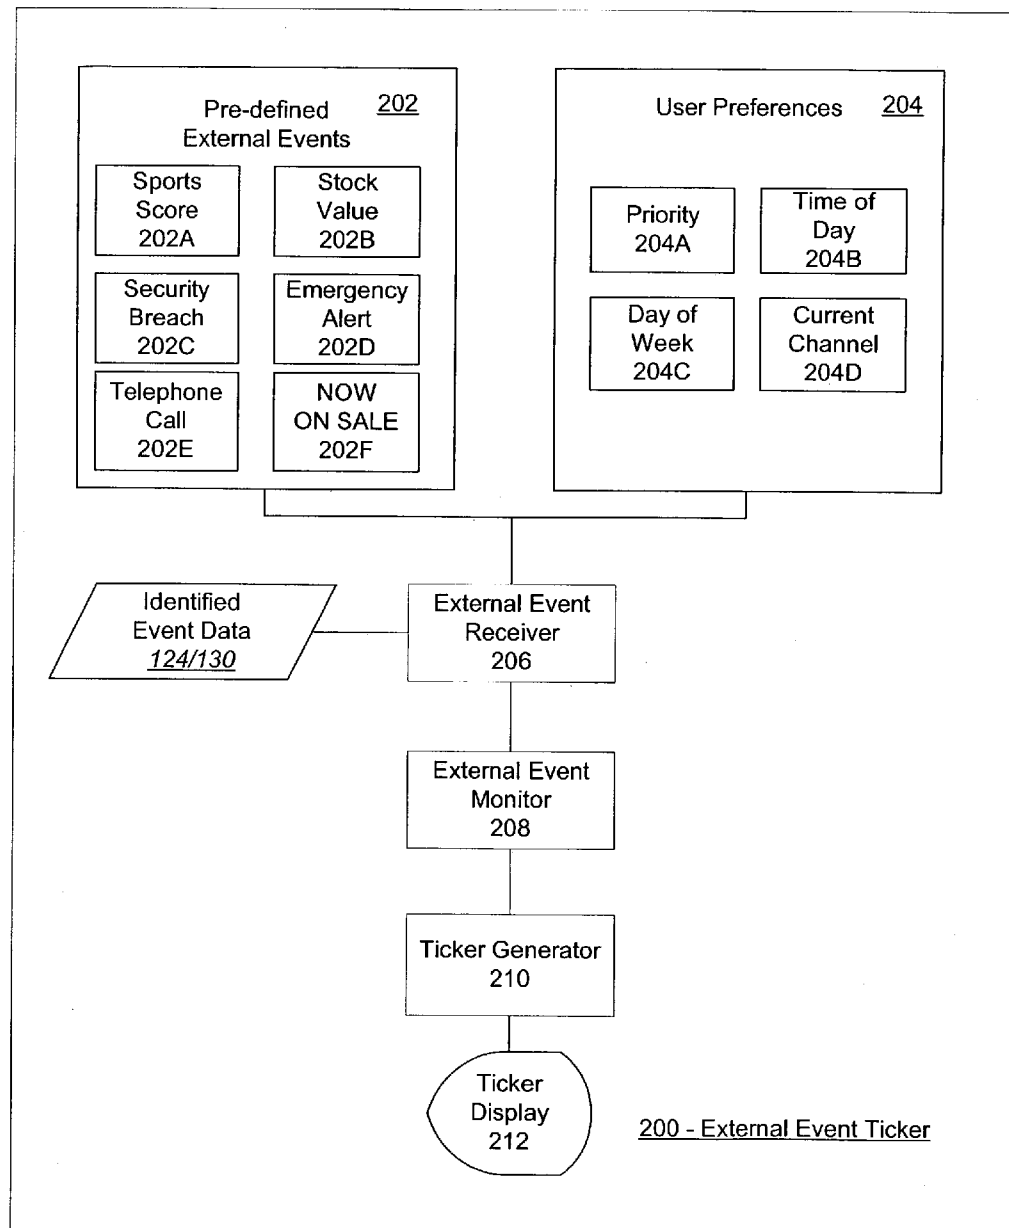 Pre-defined 202
External Events
Sports
Score
202A
Stock
Value
202B
Security
Breach
202C
Emergency
Alert
202D
Telephone
Call
202E
NOW
ON SALE
202F
User Preferences 204
Priority
204A
Time of
Day
204B
Day of
Week
204C
Current
Channel
204D
Identified
Event Data
124/130
External Event
Receiver
206
External Event
Monitor
208
Ticker Generator
210
Ticker
Display
212
200 - External Event Ticker